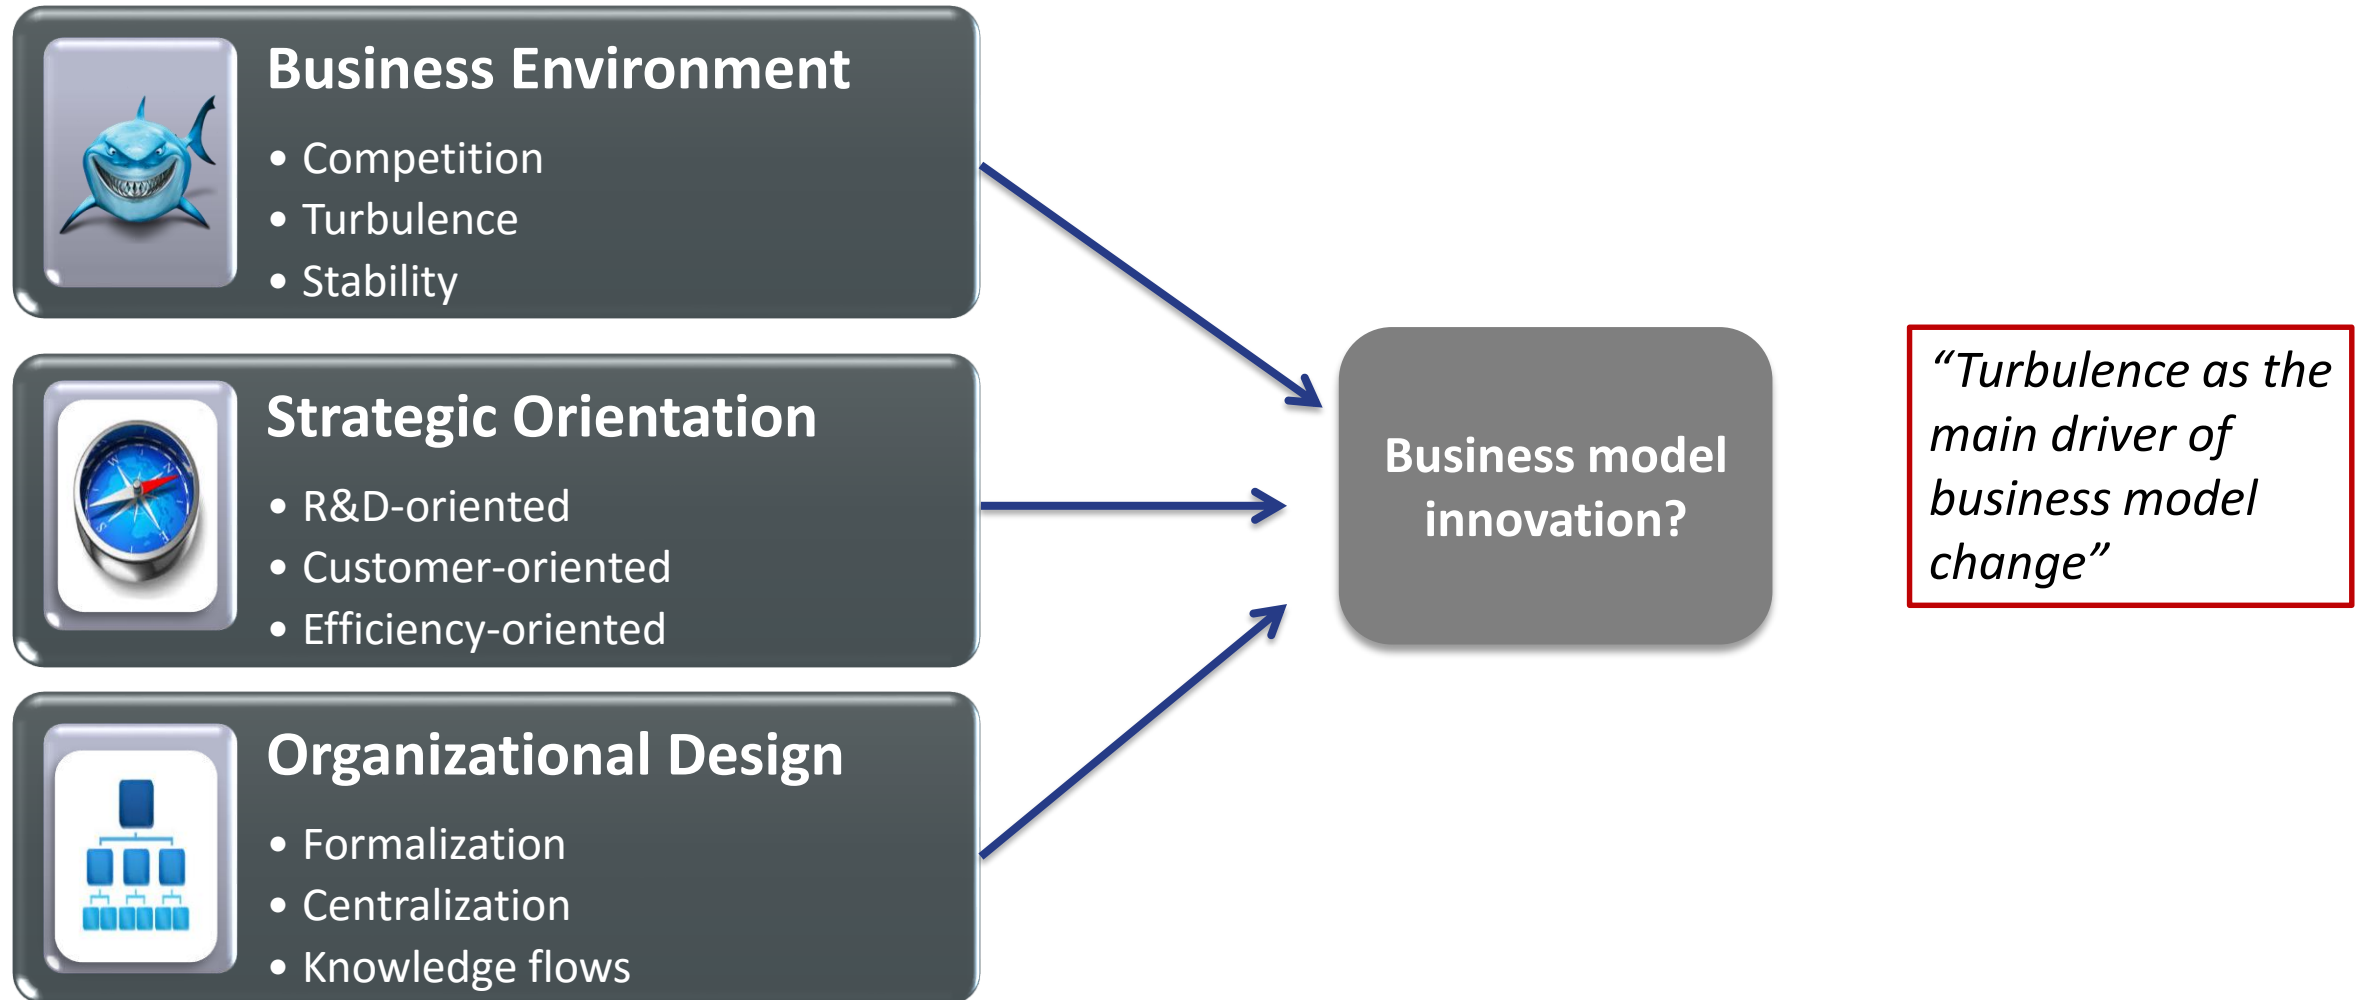 Business Environment
• Competition
• Turbulence
• Stability
Strategic Orientation
• R&D-oriented
• Customer-oriented
• Efficiency-oriented
Organizational Design
• Formalization
• Centralization
• Knowledge flows
Business model
innovation?
“Turbulence as the
main driver of
business model
change”